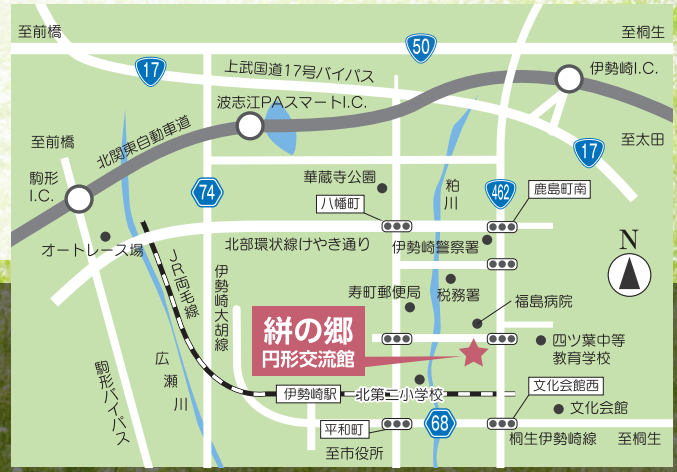 至前橋
50
至桐生
17
上武国道17号バイパス
伊勢崎I.C.
波志江PAスマートI.C.
北関東自動車道
至前橋
17
至太田
駒形
I.C.
74
華蔵寺公園
粕川
462
鹿島町南
八幡町
N
オートレース場
北部環状線けやき通り
伊勢崎警察署
JR両毛線
伊勢崎大胡線
寿町郵便局
税務署
福島病院
絣の郷
円形交流館
四ツ葉中等
教育学校
駒形バイパス
広瀬川
伊勢崎駅
北第二小学校
文化会館西
文化会館
平和町
68
桐生伊勢崎線
至桐生
至市役所